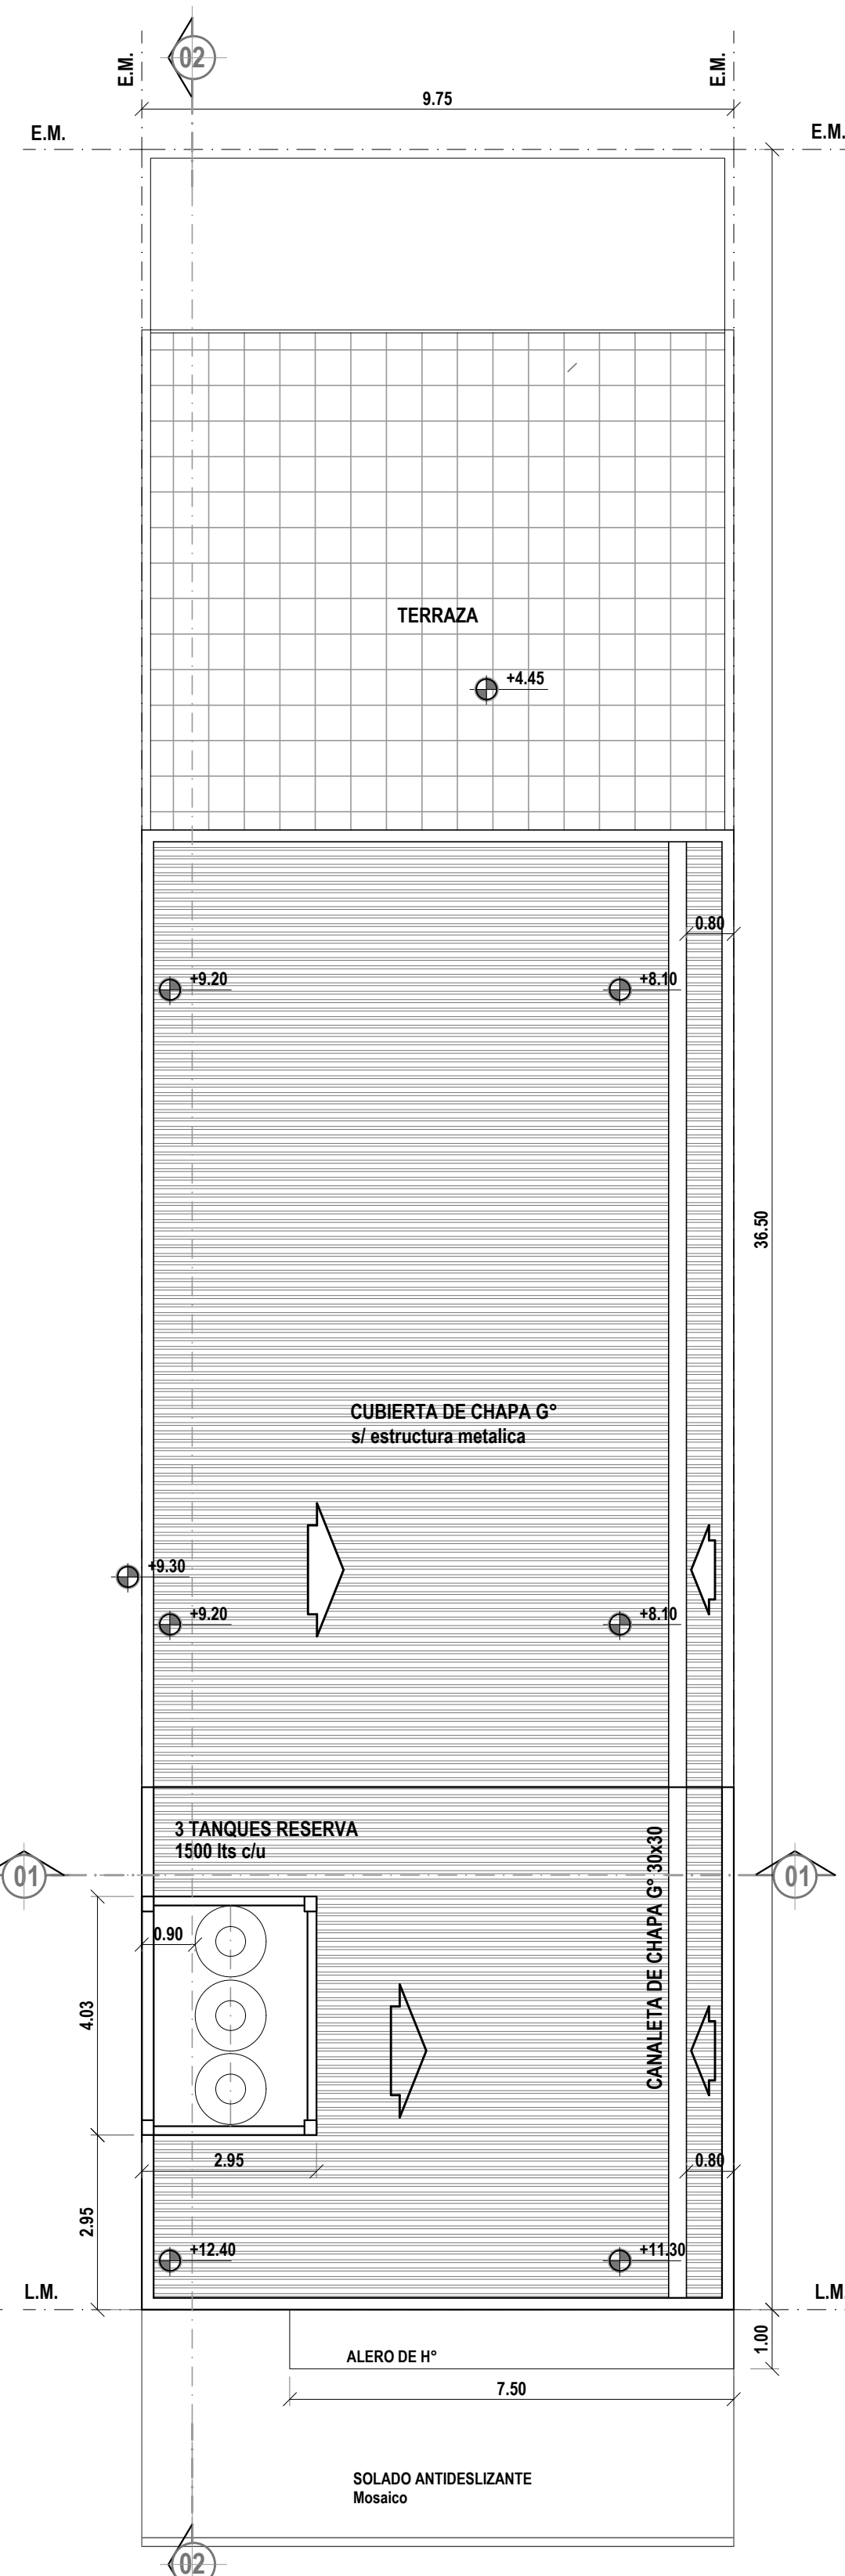 02
E.M.
E.M.
9.75
E.M.
E.M.
TERRAZA
+4.45
0.80
+9.20
+8.10
36.50
CUBIERTA DE CHAPA G°
s/ estructura metalica
+9.30
+9.20
+8.10
3 TANQUES RESERVA
1500 lts c/u
CANALETA DE CHAPA G° 30x30
01
01
0.90
4.03
2.95
0.80
2.95
+12.40
+11.30
L.M.
L.M.
1.00
ALERO DE H°
7.50
SOLADO ANTIDESLIZANTE
Mosaico
02